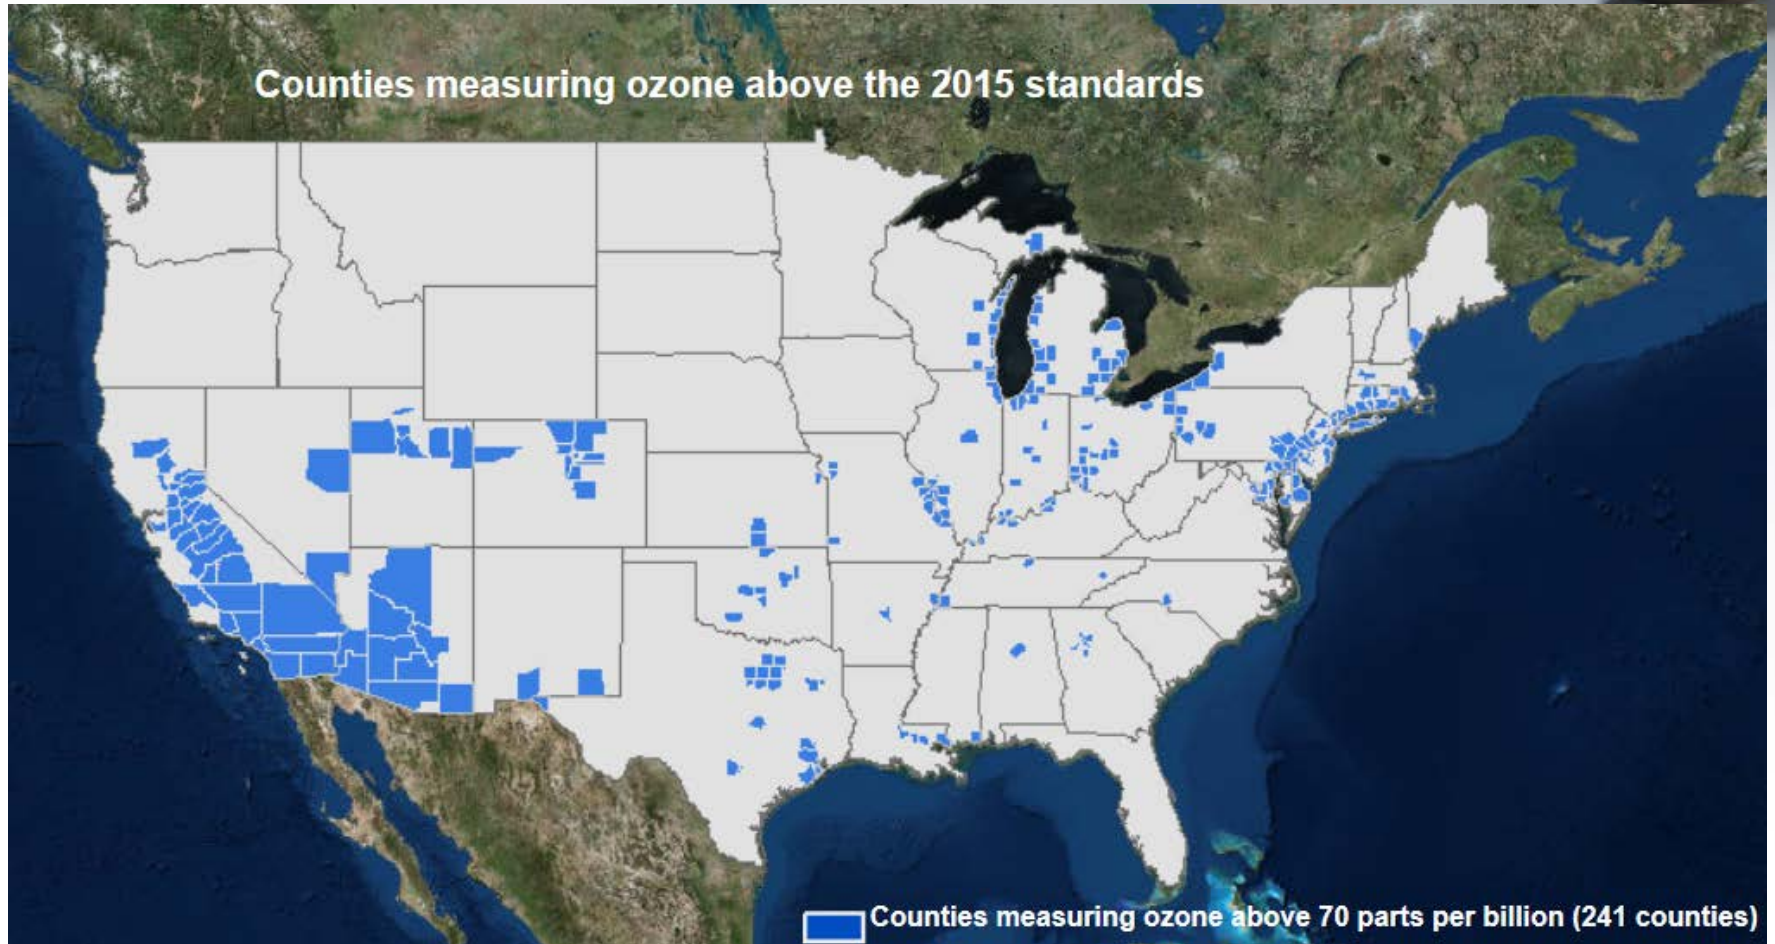 Counties measuring ozone above the 2015 standards
Counties measuring ozone above 70 parts per billion (241 counties)